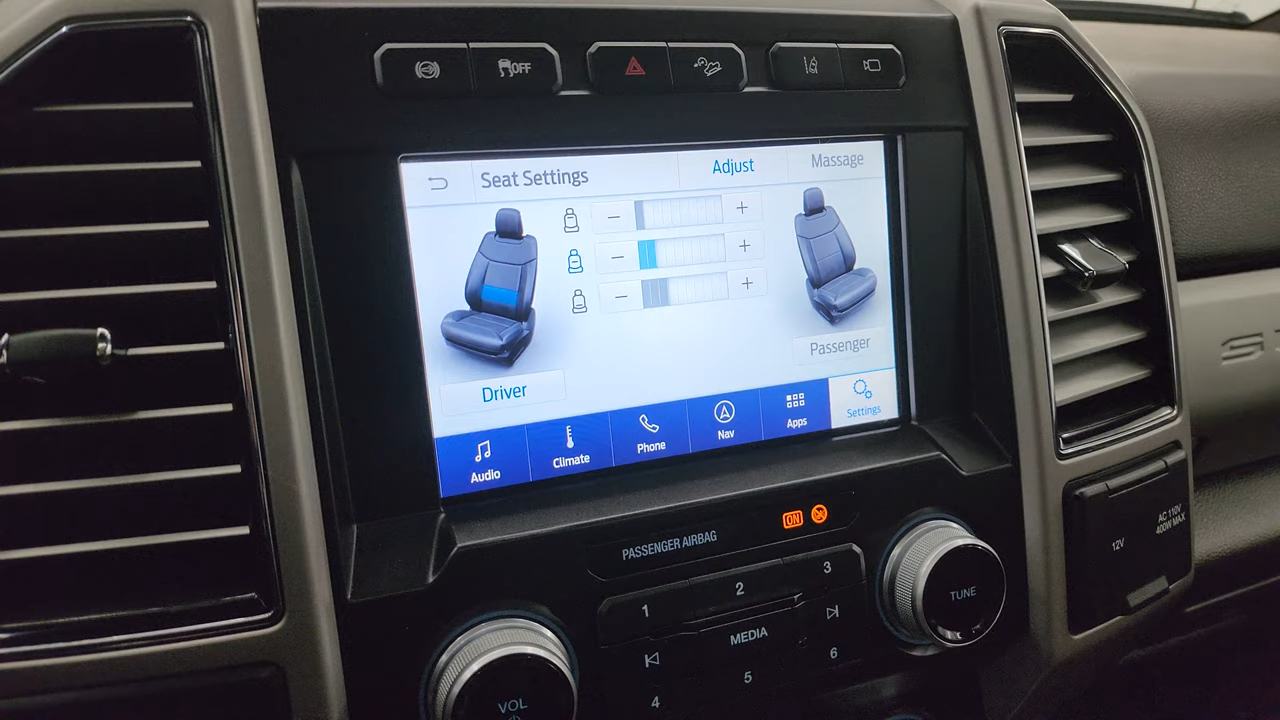 OFF
Seat Settings
Adjust
Massage
Driver
Passenger
Audio
Climate
Phone
Nav
Apps
Settings
PASSENGER AIRBAG
ON
1
2
3
MEDIA
4
5
6
VOL
TUNE
12V
AC 110V
400W MAX